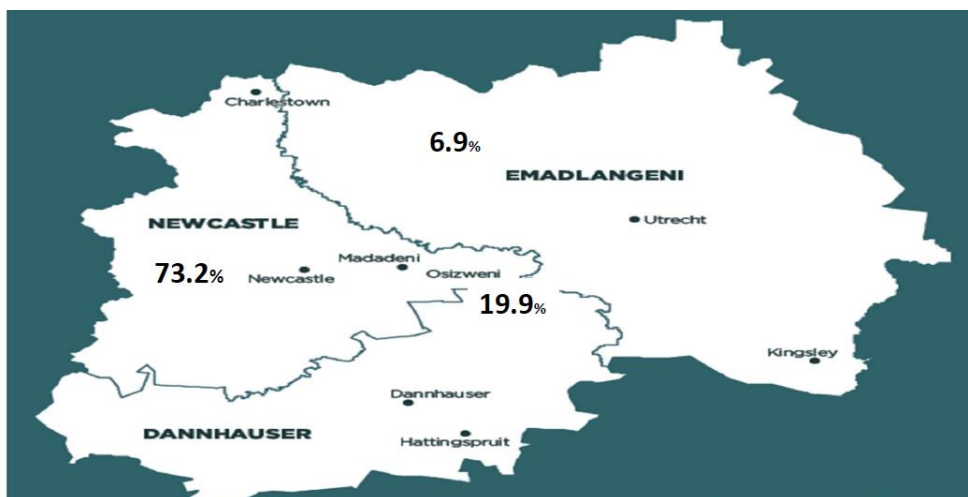 Charlestown
6.9%
EMADLANGENI
Utrecht
NEWCASTLE
Madadeni
73.2%
Newcastle
Osizweni
19.9%
Kingsley
Dannhauser
DANNHAUSER
Hattingspruit